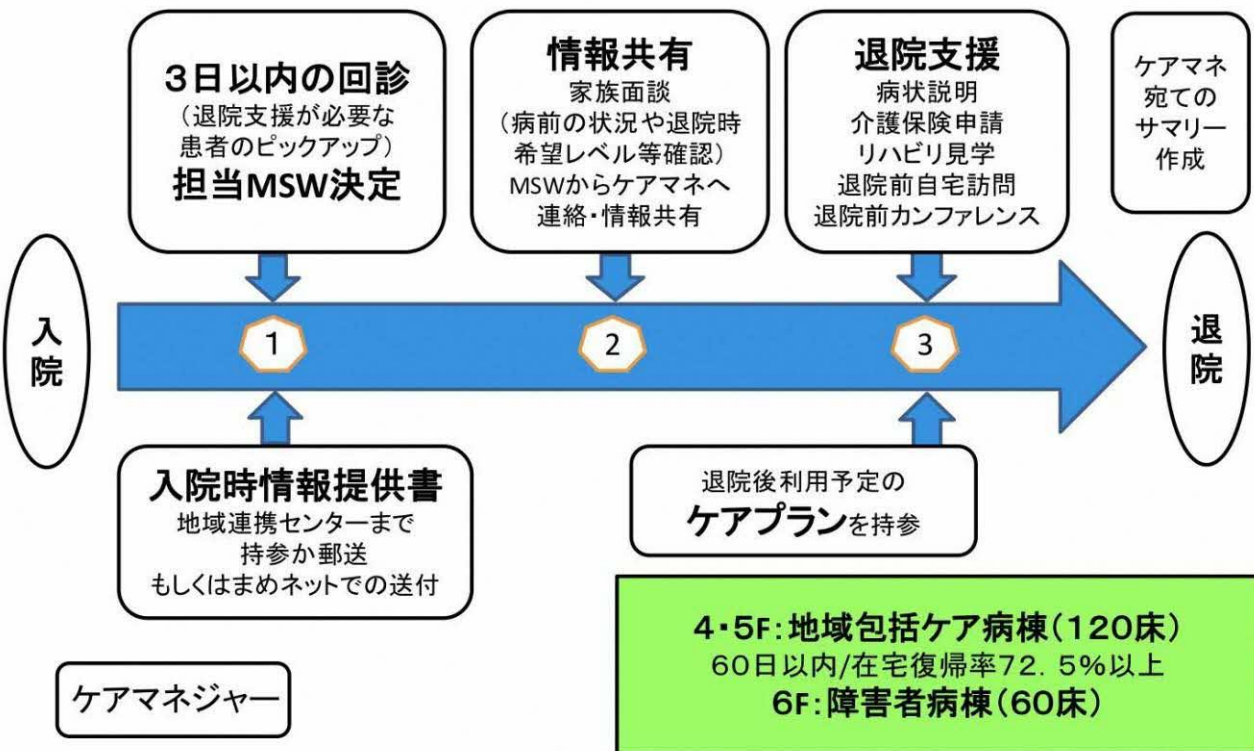 3日以内の回診
(退院支援が必要な
患者のピックアップ)
担当MSW決定
情報共有
家族面談
(病前の状況や退院時
希望レベル等確認)
MSWからケアマネへ
連絡・情報共有
退院支援
病状説明
介護保険申請
リハビリ見学
退院前自宅訪問
退院前カンファレンス
ケアマネ
宛ての
サマリー
作成
入院
1
2
3
退院
入院時情報提供書
地域連携センターまで
持参か郵送
もしくはまめネットでの送付
退院後利用予定の
ケアプランを持参
ケアマネジャー
4・5F:地域包括ケア病棟(120床)
60日以内/在宅復帰率72.5%以上
6F:障害者病棟(60床)